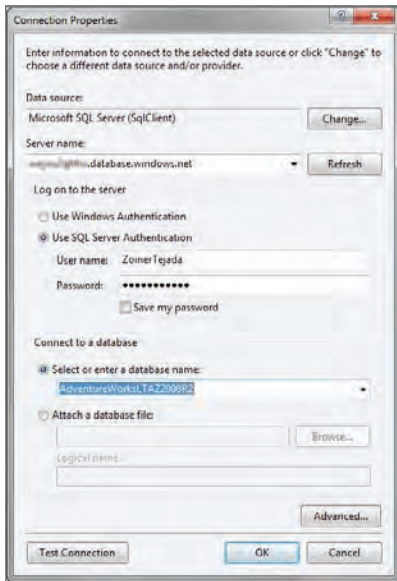 Connection Properties
Enter information to connect to the selected data source or click "Change" to
choose a different data source and/or provider.
Data source:
Microsoft SQL Server (SqlClient)
Change...
Server name:
.database.windows.net
Refresh
Log on to the server
Use Windows Authentication
Use SQL Server Authentication
User name: ZoinerTejada
Password: •••••••••••
Save my password
Connect to a database
Select or enter a database name:
AdventureWorksLTAZ2008R2
Attach a database file:
Browse...
Logical name:
Advanced...
Test Connection
OK
Cancel